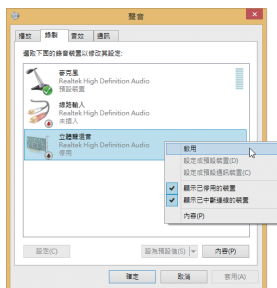 聲音
播放 錄製 音效 通訊
選取下面的錄音裝置以修改其設定:
麥克風
Realtek High Definition Audio
預設裝置
線路輸入
Realtek High Definition Audio
未插入
立體聲混音
Realtek High Definition Audio
停用
啟用
設定成預設裝置(D)
設定成預設通訊裝置(C)
顯示已停用的裝置
顯示已中斷連線的裝置
內容(P)
設定(C) 設為預設值(S) 內容(P)
確定 取消 套用(A)